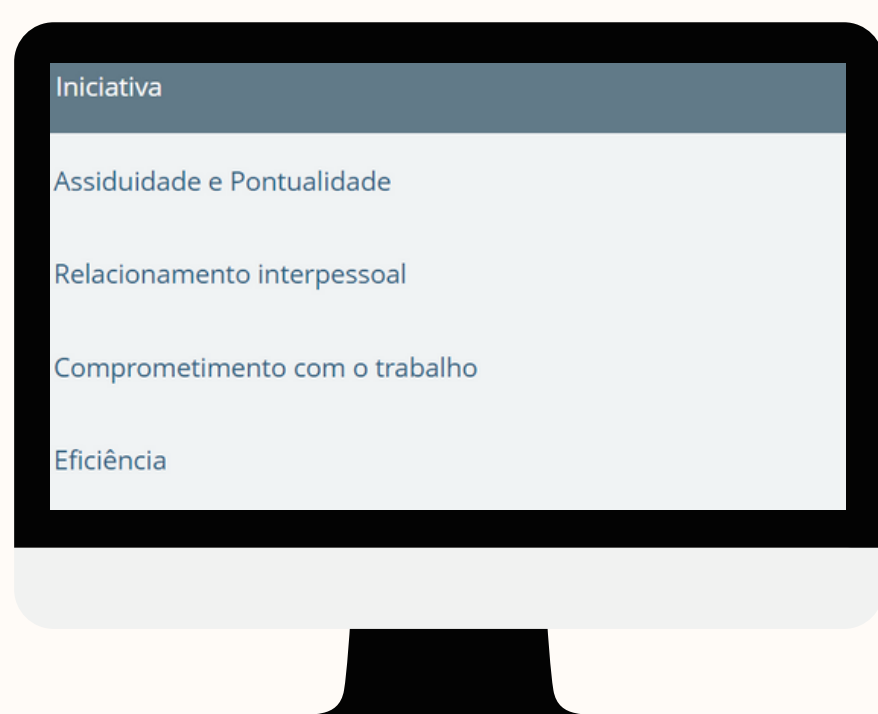 Iniciativa
Assiduidade e Pontualidade
Relacionamento interpessoal
Comprometimento com o trabalho
Eficiência